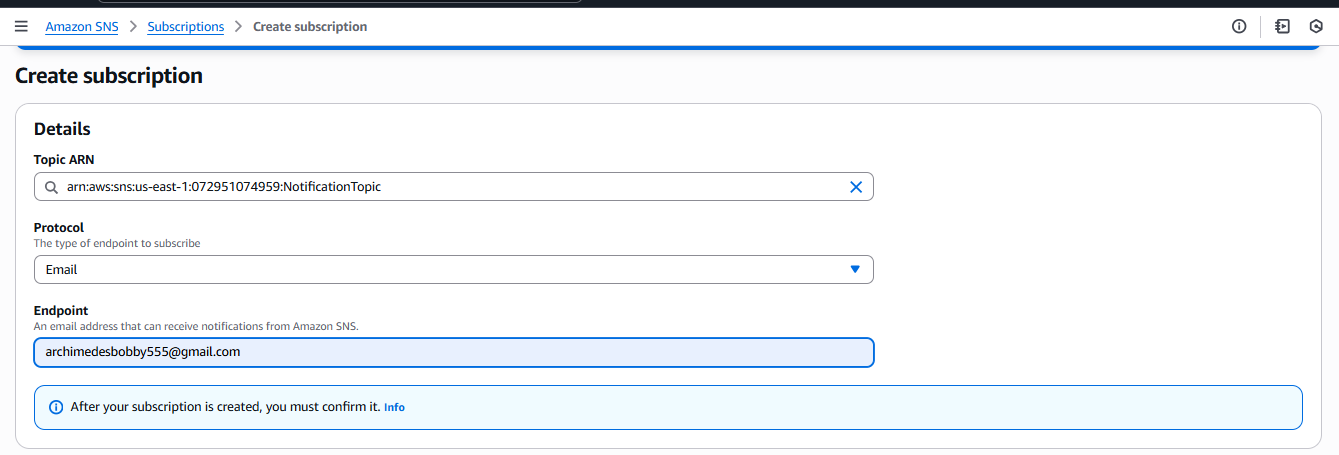 Amazon SNS > Subscriptions > Create subscription
Create subscription
Details
Topic ARN
arn:aws:sns:us-east-1:072951074959:NotificationTopic
Protocol
The type of endpoint to subscribe
Email
Endpoint
An email address that can receive notifications from Amazon SNS.
archimedesbobby555@gmail.com
After your subscription is created, you must confirm it. Info